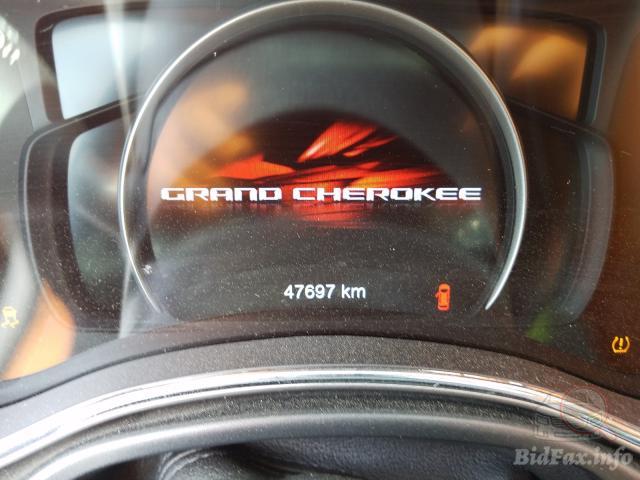 GRAND CHEROKEE
47697 km
BidFax.info